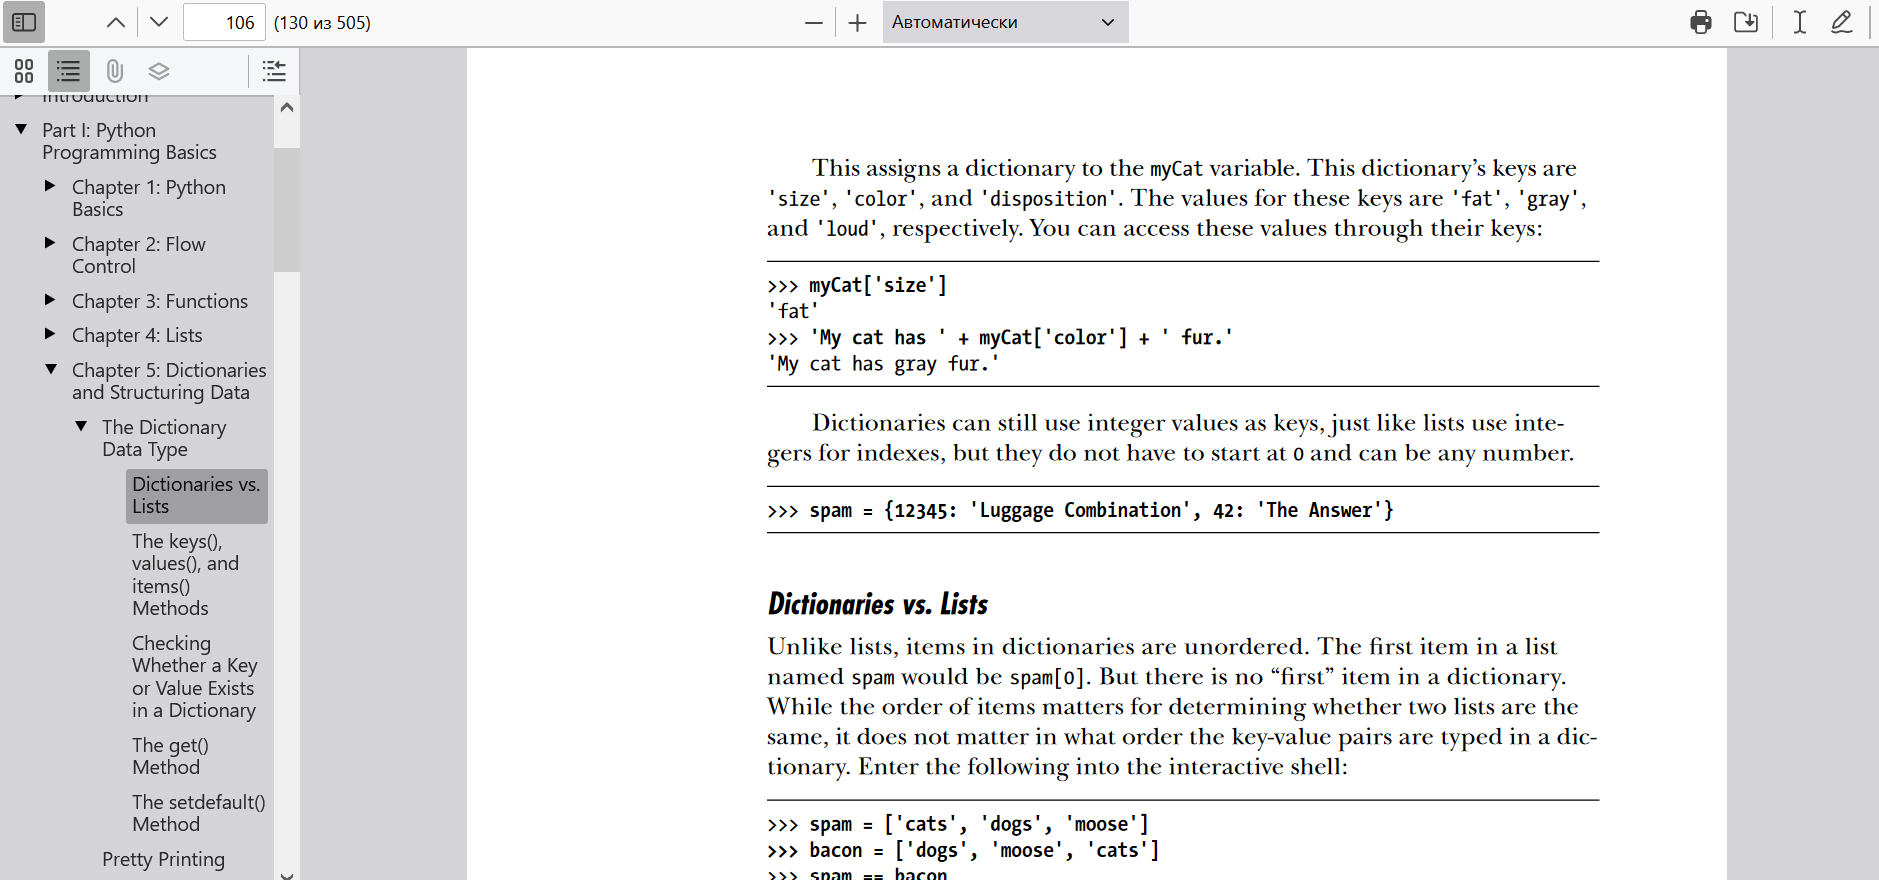 106 (130 из 505)
Автоматически
Introduction
Part I: Python
Programming Basics
Chapter 1: Python
Basics
Chapter 2: Flow
Control
Chapter 3: Functions
Chapter 4: Lists
Chapter 5: Dictionaries
and Structuring Data
The Dictionary
Data Type
Dictionaries vs.
Lists
The keys(),
values(), and
items()
Methods
Checking
Whether a Key
or Value Exists
in a Dictionary
The get()
Method
The setdefault()
Method
Pretty Printing
This assigns a dictionary to the myCat variable. This dictionary’s keys are
'size', 'color', and 'disposition'. The values for these keys are 'fat', 'gray',
and 'loud', respectively. You can access these values through their keys:
>>> myCat['size']
'fat'
>>> 'My cat has ' + myCat['color'] + ' fur.'
'My cat has gray fur.'
Dictionaries can still use integer values as keys, just like lists use inte-
gers for indexes, but they do not have to start at 0 and can be any number.
>>> spam = {12345: 'Luggage Combination', 42: 'The Answer'}
Dictionaries vs. Lists
Unlike lists, items in dictionaries are unordered. The first item in a list
named spam would be spam[0]. But there is no “first” item in a dictionary.
While the order of items matters for determining whether two lists are the
same, it does not matter in what order the key-value pairs are typed in a dic-
tionary. Enter the following into the interactive shell:
>>> spam = ['cats', 'dogs', 'moose']
>>> bacon = ['dogs', 'moose', 'cats']
>>> spam == bacon